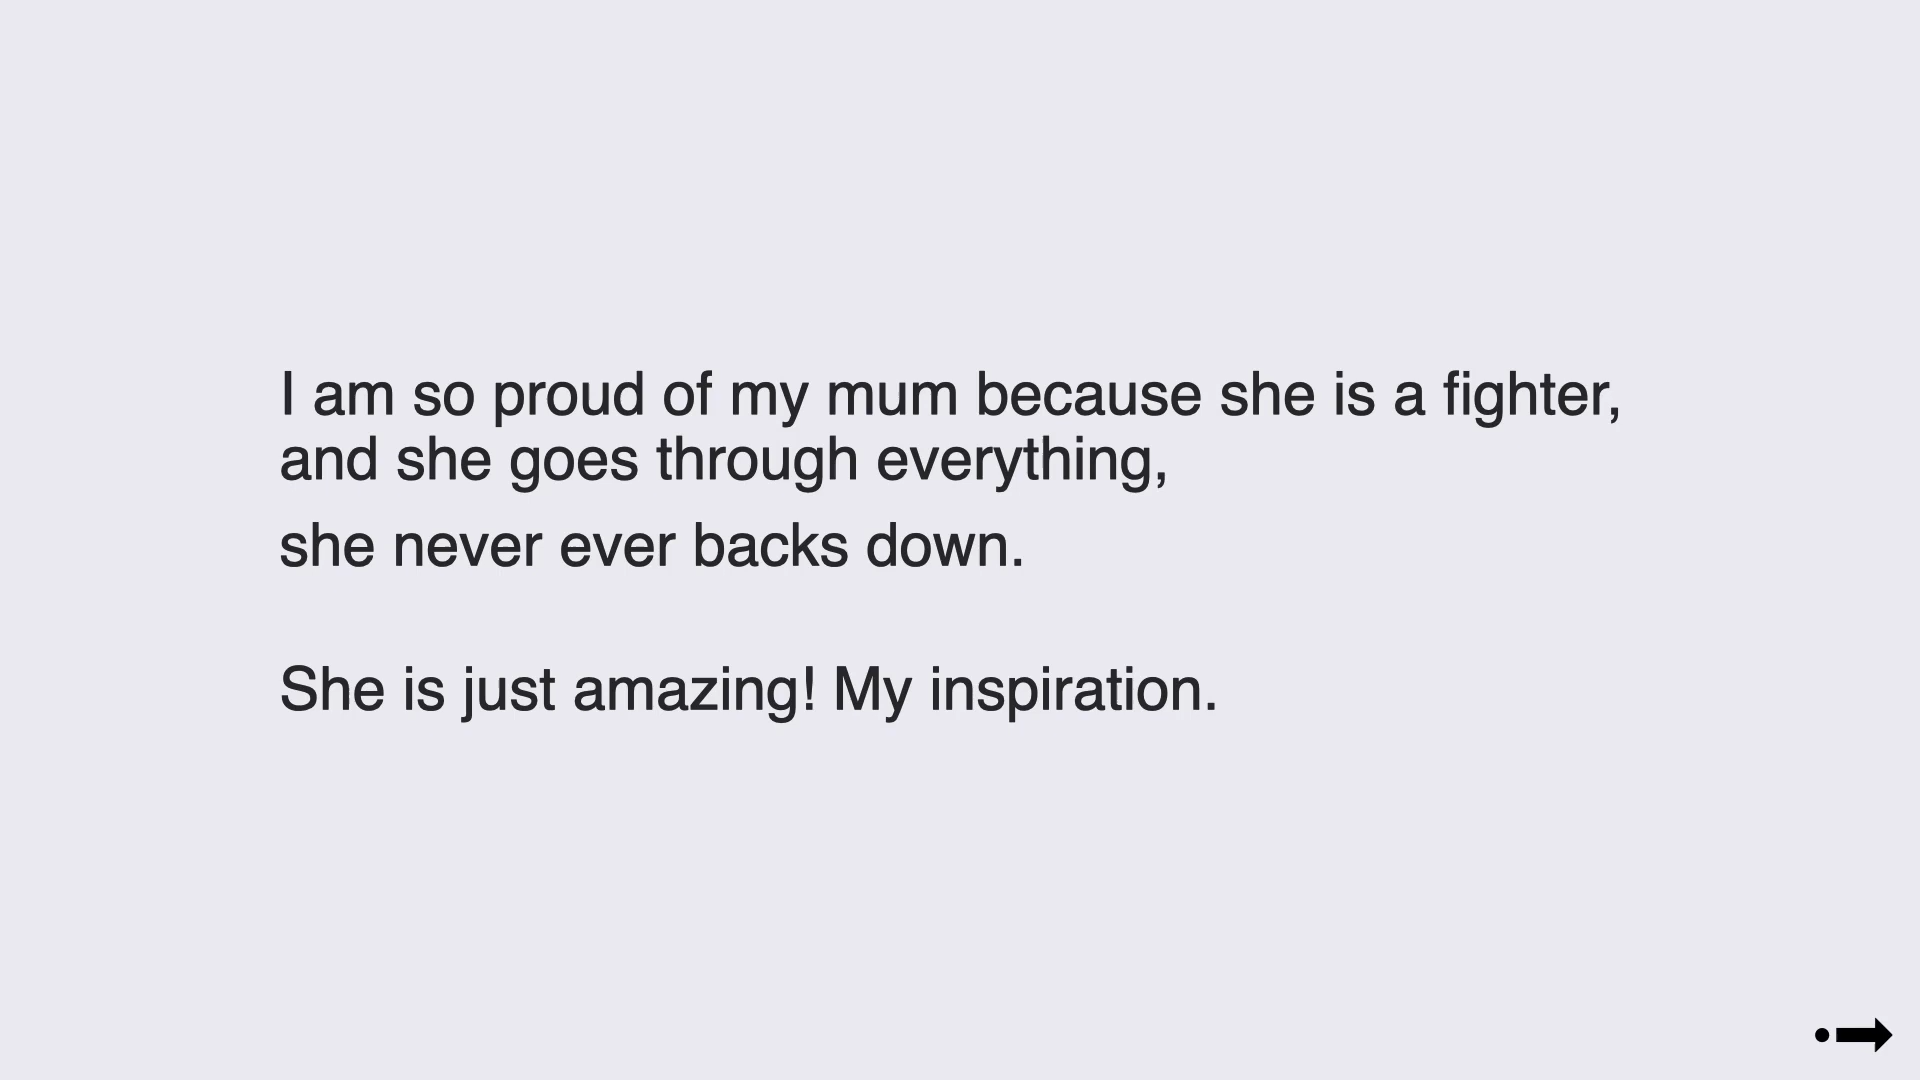 I am so proud of my mum because she is a fighter,
and she goes through everything,
she never ever backs down.
She is just amazing! My inspiration.